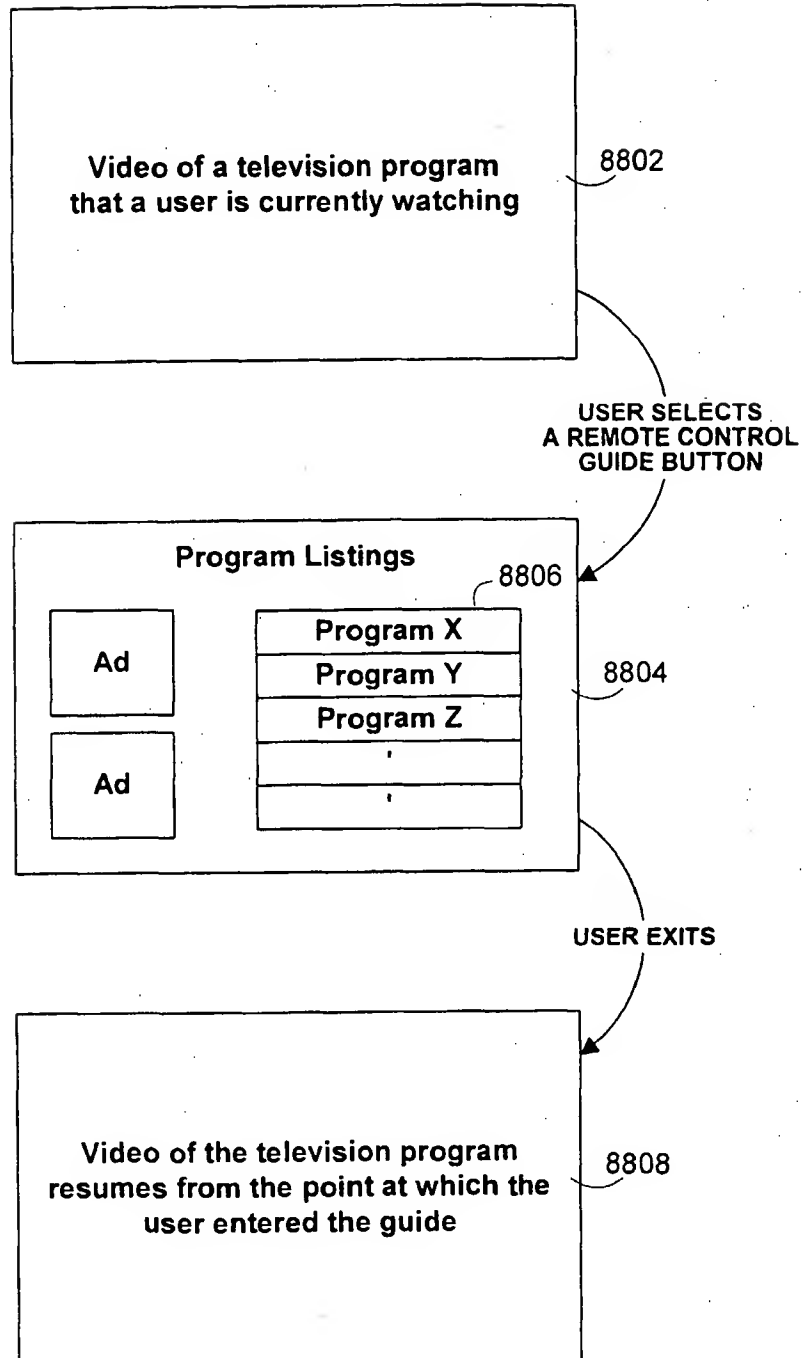 Video of a television program
that a user is currently watching
8802
USER SELECTS
A REMOTE CONTROL
GUIDE BUTTON
Program Listings
8806
Ad
Program X
Program Y
8804
Program Z
Ad
USER EXITS
Video of the television program
resumes from the point at which the
user entered the guide
8808